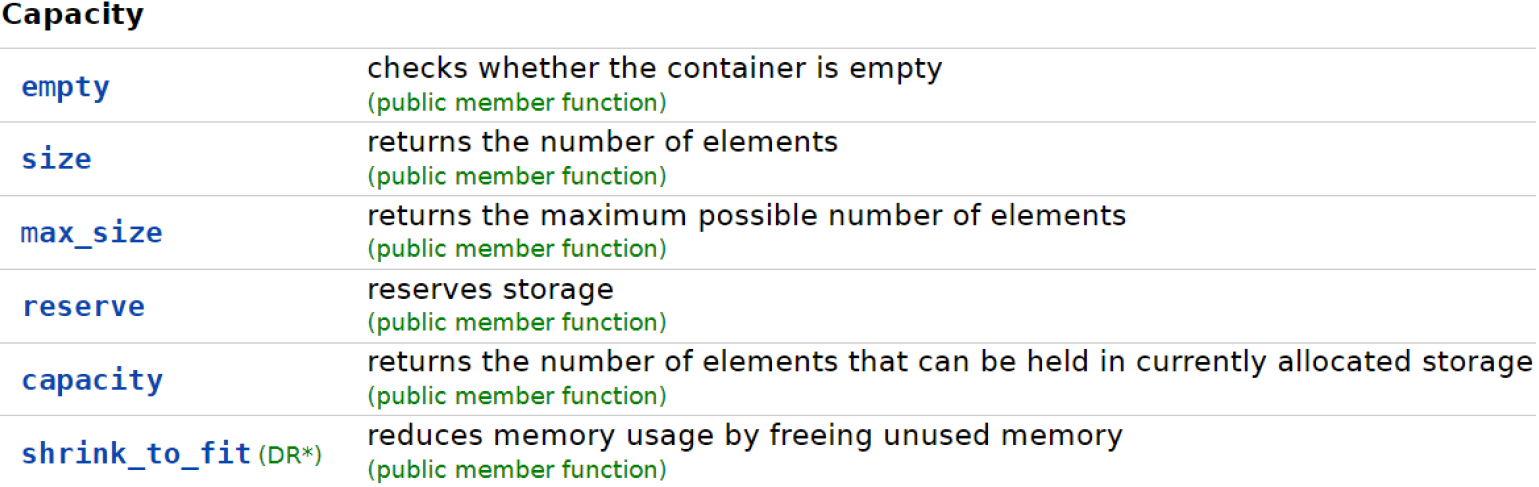 Capacity
empty
checks whether the container is empty
(public member function)
size
returns the number of elements
(public member function)
max_size
returns the maximum possible number of elements
(public member function)
reserve
reserves storage
(public member function)
capacity
returns the number of elements that can be held in currently allocated storage
(public member function)
shrink_to_fit (DR*)
reduces memory usage by freeing unused memory
(public member function)